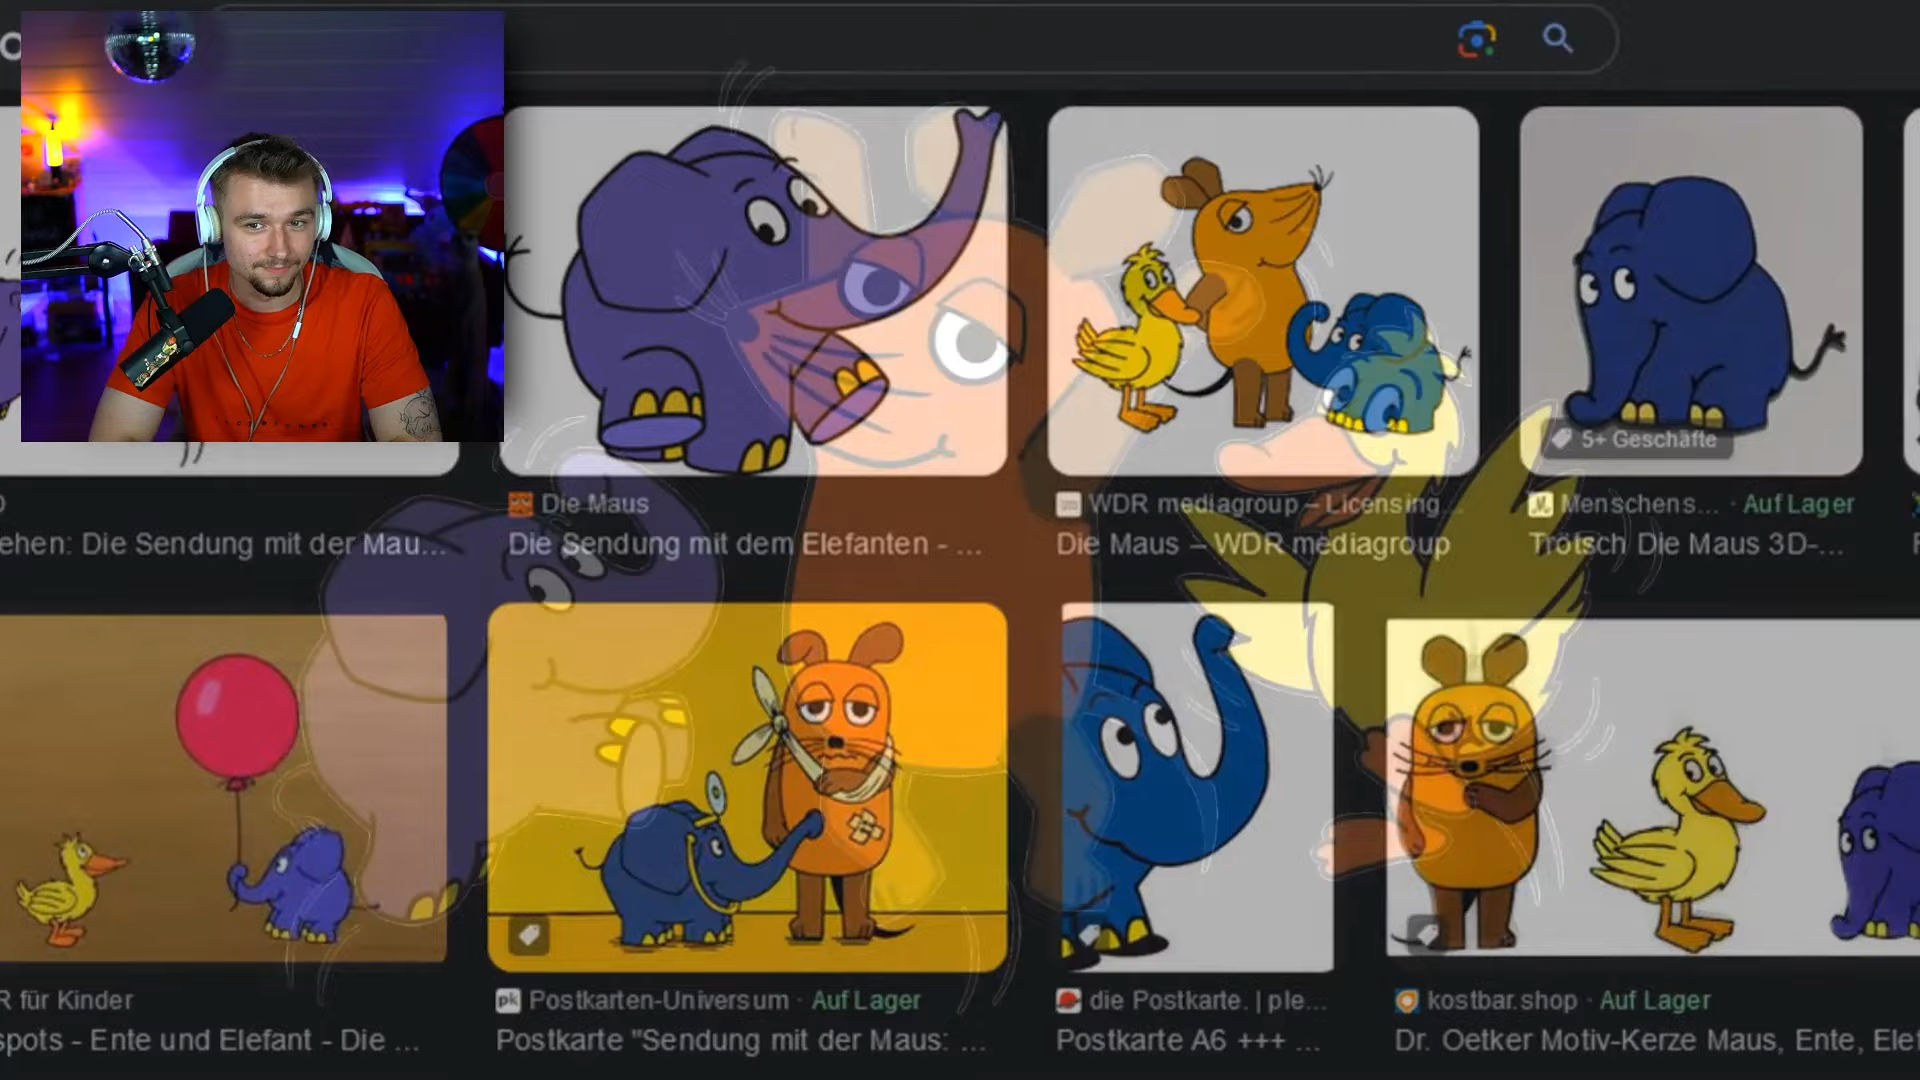 5+ Geschäfte
Die Maus
WDR mediagroup – Licensing...
Menschens... · Auf Lager
ehen: Die Sendung mit der Mau...
Die Sendung mit dem Elefanten - ...
Die Maus – WDR mediagroup
Trötsch Die Maus 3D-...
R für Kinder
pk Postkarten-Universum · Auf Lager
die Postkarte. | ple...
kostbar.shop · Auf Lager
spots - Ente und Elefant - Die ...
Postkarte "Sendung mit der Maus: ...
Postkarte A6 +++ ...
Dr. Oetker Motiv-Kerze Maus, Ente, Elef